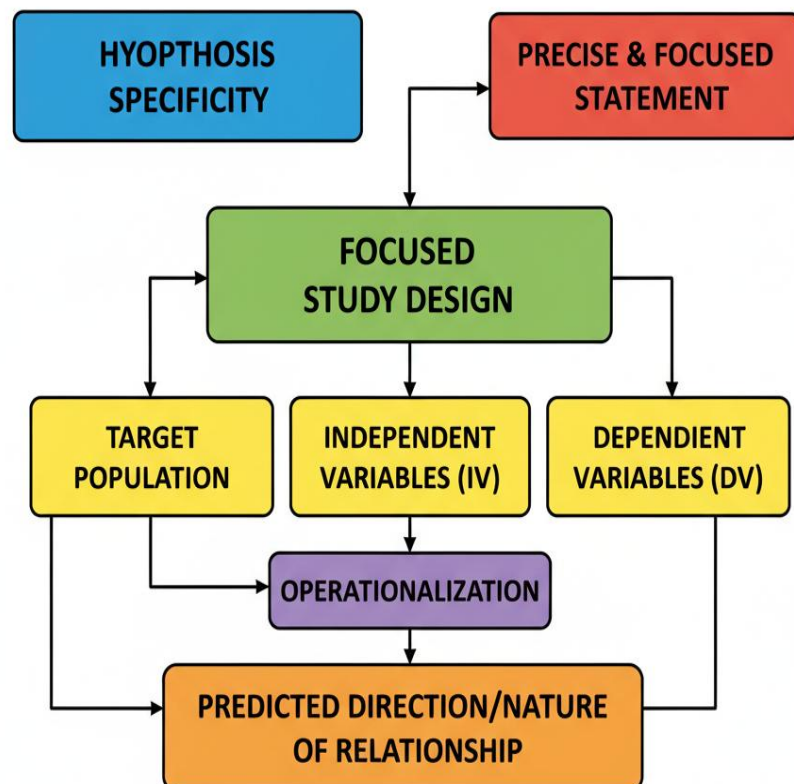 HYOPTHOSIS
SPECIFICITY
PRECISE & FOCUSED
STATEMENT
FOCUSED
STUDY DESIGN
TARGET
POPULATION
INDEPENDENT
VARIABLES (IV)
DEPENDIENT
VARIABLES (DV)
OPERATIONALIZATION
PREDICTED DIRECTION/NATURE
OF RELATIONSHIP